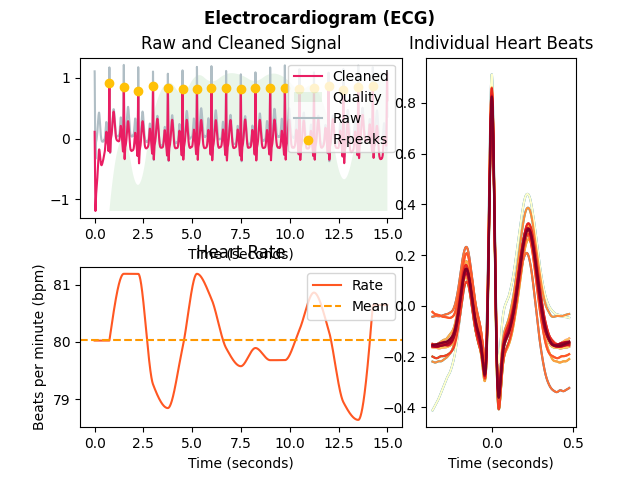 Electrocardiogram (ECG)
Raw and Cleaned Signal
1
0
−1
0.0 2.5 5.0 7.5 10.0 12.5 15.0
Time (seconds)
Cleaned
Quality
Raw
R-peaks
Heart Rate
Beats per minute (bpm)
81
80
79
0.0 2.5 5.0 7.5 10.0 12.5 15.0
Time (seconds)
Rate
Mean
Individual Heart Beats
0.8
0.6
0.4
0.2
0.0
−0.2
−0.4
0.0 0.5
Time (seconds)